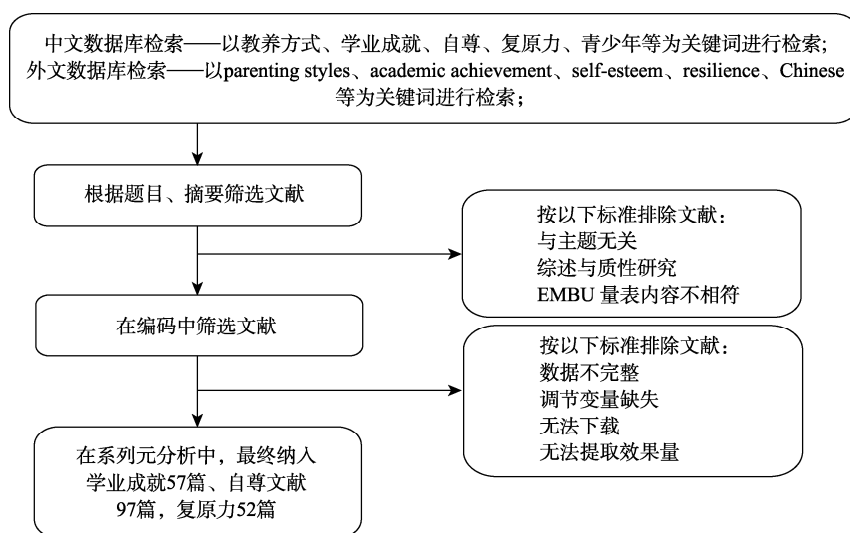 中文数据库检索——以教养方式、学业成就、自尊、复原力、青少年等为关键词进行检索;
外文数据库检索——以parenting styles、academic achievement、self-esteem、resilience、Chinese
等为关键词进行检索;
根据题目、摘要筛选文献
按以下标准排除文献:
与主题无关
综述与质性研究
EMBU 量表内容不相符
在编码中筛选文献
按以下标准排除文献:
数据不完整
调节变量缺失
无法下载
无法提取效果量
在系列元分析中，最终纳入
学业成就57篇、自尊文献
97篇，复原力52篇